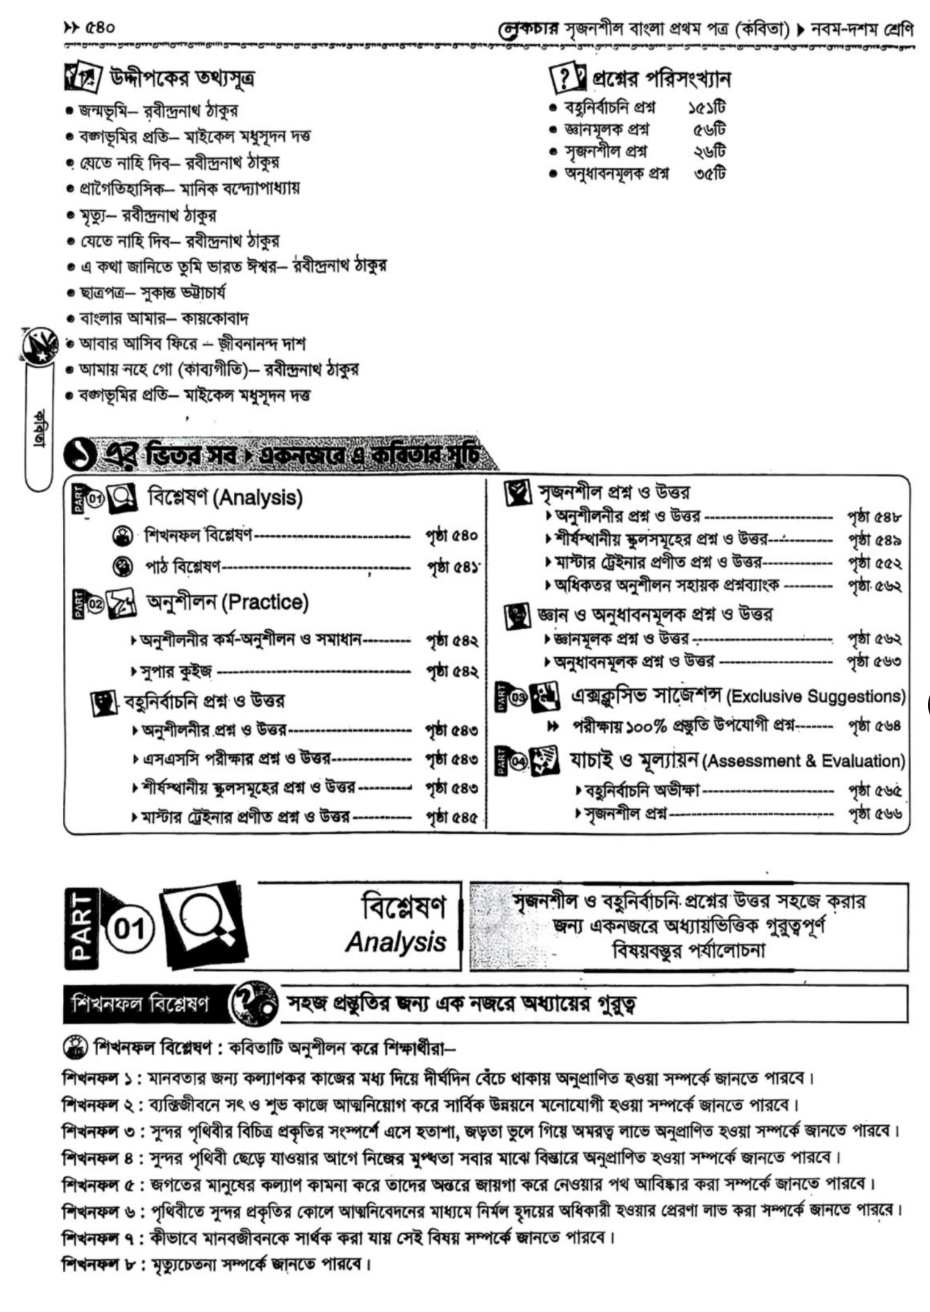 >> ৫৪০
লেকচার সৃজনশীল বাংলা প্রথম পত্র (কবিতা) ▶ নবম-দশম শ্রেণি
উদ্দীপকের তথ্যসূত্র
● জন্মভূমি– রবীন্দ্রনাথ ঠাকুর
● বঙ্গভূমির প্রতি– মাইকেল মধুসূদন দত্ত
● যেতে নাহি দিব– রবীন্দ্রনাথ ঠাকুর
● প্রাগৈতিহাসিক– মানিক বন্দ্যোপাধ্যায়
● মৃত্যু– রবীন্দ্রনাথ ঠাকুর
● যেতে নাহি দিব– রবীন্দ্রনাথ ঠাকুর
● এ কথা জানিতে তুমি ভারত ঈশ্বর– রবীন্দ্রনাথ ঠাকুর
● ছাত্রপত্র– সুকান্ত ভট্টাচার্য
● বাংলার আমার– কায়কোবাদ
● আবার আসিব ফিরে – জীবনানন্দ দাশ
● আমায় নহে গো (কাব্যগীতি)– রবীন্দ্রনাথ ঠাকুর
● বঙ্গভূমির প্রতি– মাইকেল মধুসূদন দত্ত
প্রশ্নের পরিসংখ্যান
● বহুনির্বাচনি প্রশ্ন ১৫১টি
● জ্ঞানমূলক প্রশ্ন ৫৬টি
● সৃজনশীল প্রশ্ন ২৬টি
● অনুধাবনমূলক প্রশ্ন ৩৫টি
কবিতা
১ এর ভিতর সব ▶ একনজরে এ কবিতার সূচি
PART 01 বিশ্লেষণ (Analysis)
শিখনফল বিশ্লেষণ পৃষ্ঠা ৫৪০
পাঠ বিশ্লেষণ পৃষ্ঠা ৫৪১
PART 02 অনুশীলন (Practice)
▶ অনুশীলনীর কর্ম-অনুশীলন ও সমাধান পৃষ্ঠা ৫৪২
▶ সুপার কুইজ পৃষ্ঠা ৫৪২
বহুনির্বাচনি প্রশ্ন ও উত্তর
▶ অনুশীলনীর প্রশ্ন ও উত্তর পৃষ্ঠা ৫৪৩
▶ এসএসসি পরীক্ষার প্রশ্ন ও উত্তর পৃষ্ঠা ৫৪৩
▶ শীর্ষস্থানীয় স্কুলসমূহের প্রশ্ন ও উত্তর পৃষ্ঠা ৫৪৩
▶ মাস্টার ট্রেইনার প্রণীত প্রশ্ন ও উত্তর পৃষ্ঠা ৫৪৫
সৃজনশীল প্রশ্ন ও উত্তর
▶ অনুশীলনীর প্রশ্ন ও উত্তর পৃষ্ঠা ৫৪৮
▶ শীর্ষস্থানীয় স্কুলসমূহের প্রশ্ন ও উত্তর পৃষ্ঠা ৫৪৯
▶ মাস্টার ট্রেইনার প্রণীত প্রশ্ন ও উত্তর পৃষ্ঠা ৫৫২
▶ অধিকতর অনুশীলন সহায়ক প্রশ্নব্যাংক পৃষ্ঠা ৫৬২
জ্ঞান ও অনুধাবনমূলক প্রশ্ন ও উত্তর
▶ জ্ঞানমূলক প্রশ্ন ও উত্তর পৃষ্ঠা ৫৬২
▶ অনুধাবনমূলক প্রশ্ন ও উত্তর পৃষ্ঠা ৫৬৩
PART 03 এক্সক্লুসিভ সাজেশন্স (Exclusive Suggestions)
▶▶ পরীক্ষায় ১০০% প্রস্তুতি উপযোগী প্রশ্ন পৃষ্ঠা ৫৬৪
PART 04 যাচাই ও মূল্যায়ন (Assessment & Evaluation)
▶ বহুনির্বাচনি অভীক্ষা পৃষ্ঠা ৫৬৫
▶ সৃজনশীল প্রশ্ন পৃষ্ঠা ৫৬৬
PART 01
বিশ্লেষণ
Analysis
সৃজনশীল ও বহুনির্বাচনি প্রশ্নের উত্তর সহজে করার
জন্য একনজরে অধ্যায়ভিত্তিক গুরুত্বপূর্ণ
বিষয়বস্তুর পর্যালোচনা
শিখনফল বিশ্লেষণ
সহজ প্রস্তুতির জন্য এক নজরে অধ্যায়ের গুরুত্ব
শিখনফল বিশ্লেষণ : কবিতাটি অনুশীলন করে শিক্ষার্থীরা–
শিখনফল ১ : মানবতার জন্য কল্যাণকর কাজের মধ্য দিয়ে দীর্ঘদিন বেঁচে থাকায় অনুপ্রাণিত হওয়া সম্পর্কে জানতে পারবে।
শিখনফল ২ : ব্যক্তিজীবনে সৎ ও শুভ কাজে আত্মনিয়োগ করে সার্বিক উন্নয়নে মনোযোগী হওয়া সম্পর্কে জানতে পারবে।
শিখনফল ৩ : সুন্দর পৃথিবীর বিচিত্র প্রকৃতির সংস্পর্শে এসে হতাশা, জড়তা ভুলে গিয়ে অমরত্ব লাভে অনুপ্রাণিত হওয়া সম্পর্কে জানতে পারবে।
শিখনফল ৪ : সুন্দর পৃথিবী ছেড়ে যাওয়ার আগে নিজের মুগ্ধতা সবার মাঝে বিস্তারে অনুপ্রাণিত হওয়া সম্পর্কে জানতে পারবে।
শিখনফল ৫ : জগতের মানুষের কল্যাণ কামনা করে তাদের অন্তরে জায়গা করে নেওয়ার পথ আবিষ্কার করা সম্পর্কে জানতে পারবে।
শিখনফল ৬ : পৃথিবীতে সুন্দর প্রকৃতির কোলে আত্মনিবেদনের মাধ্যমে নির্মল হৃদয়ের অধিকারী হওয়ার প্রেরণা লাভ করা সম্পর্কে জানতে পারবে।
শিখনফল ৭ : কীভাবে মানবজীবনকে সার্থক করা যায় সেই বিষয় সম্পর্কে জানতে পারবে।
শিখনফল ৮ : মৃত্যুচেতনা সম্পর্কে জানতে পারবে।